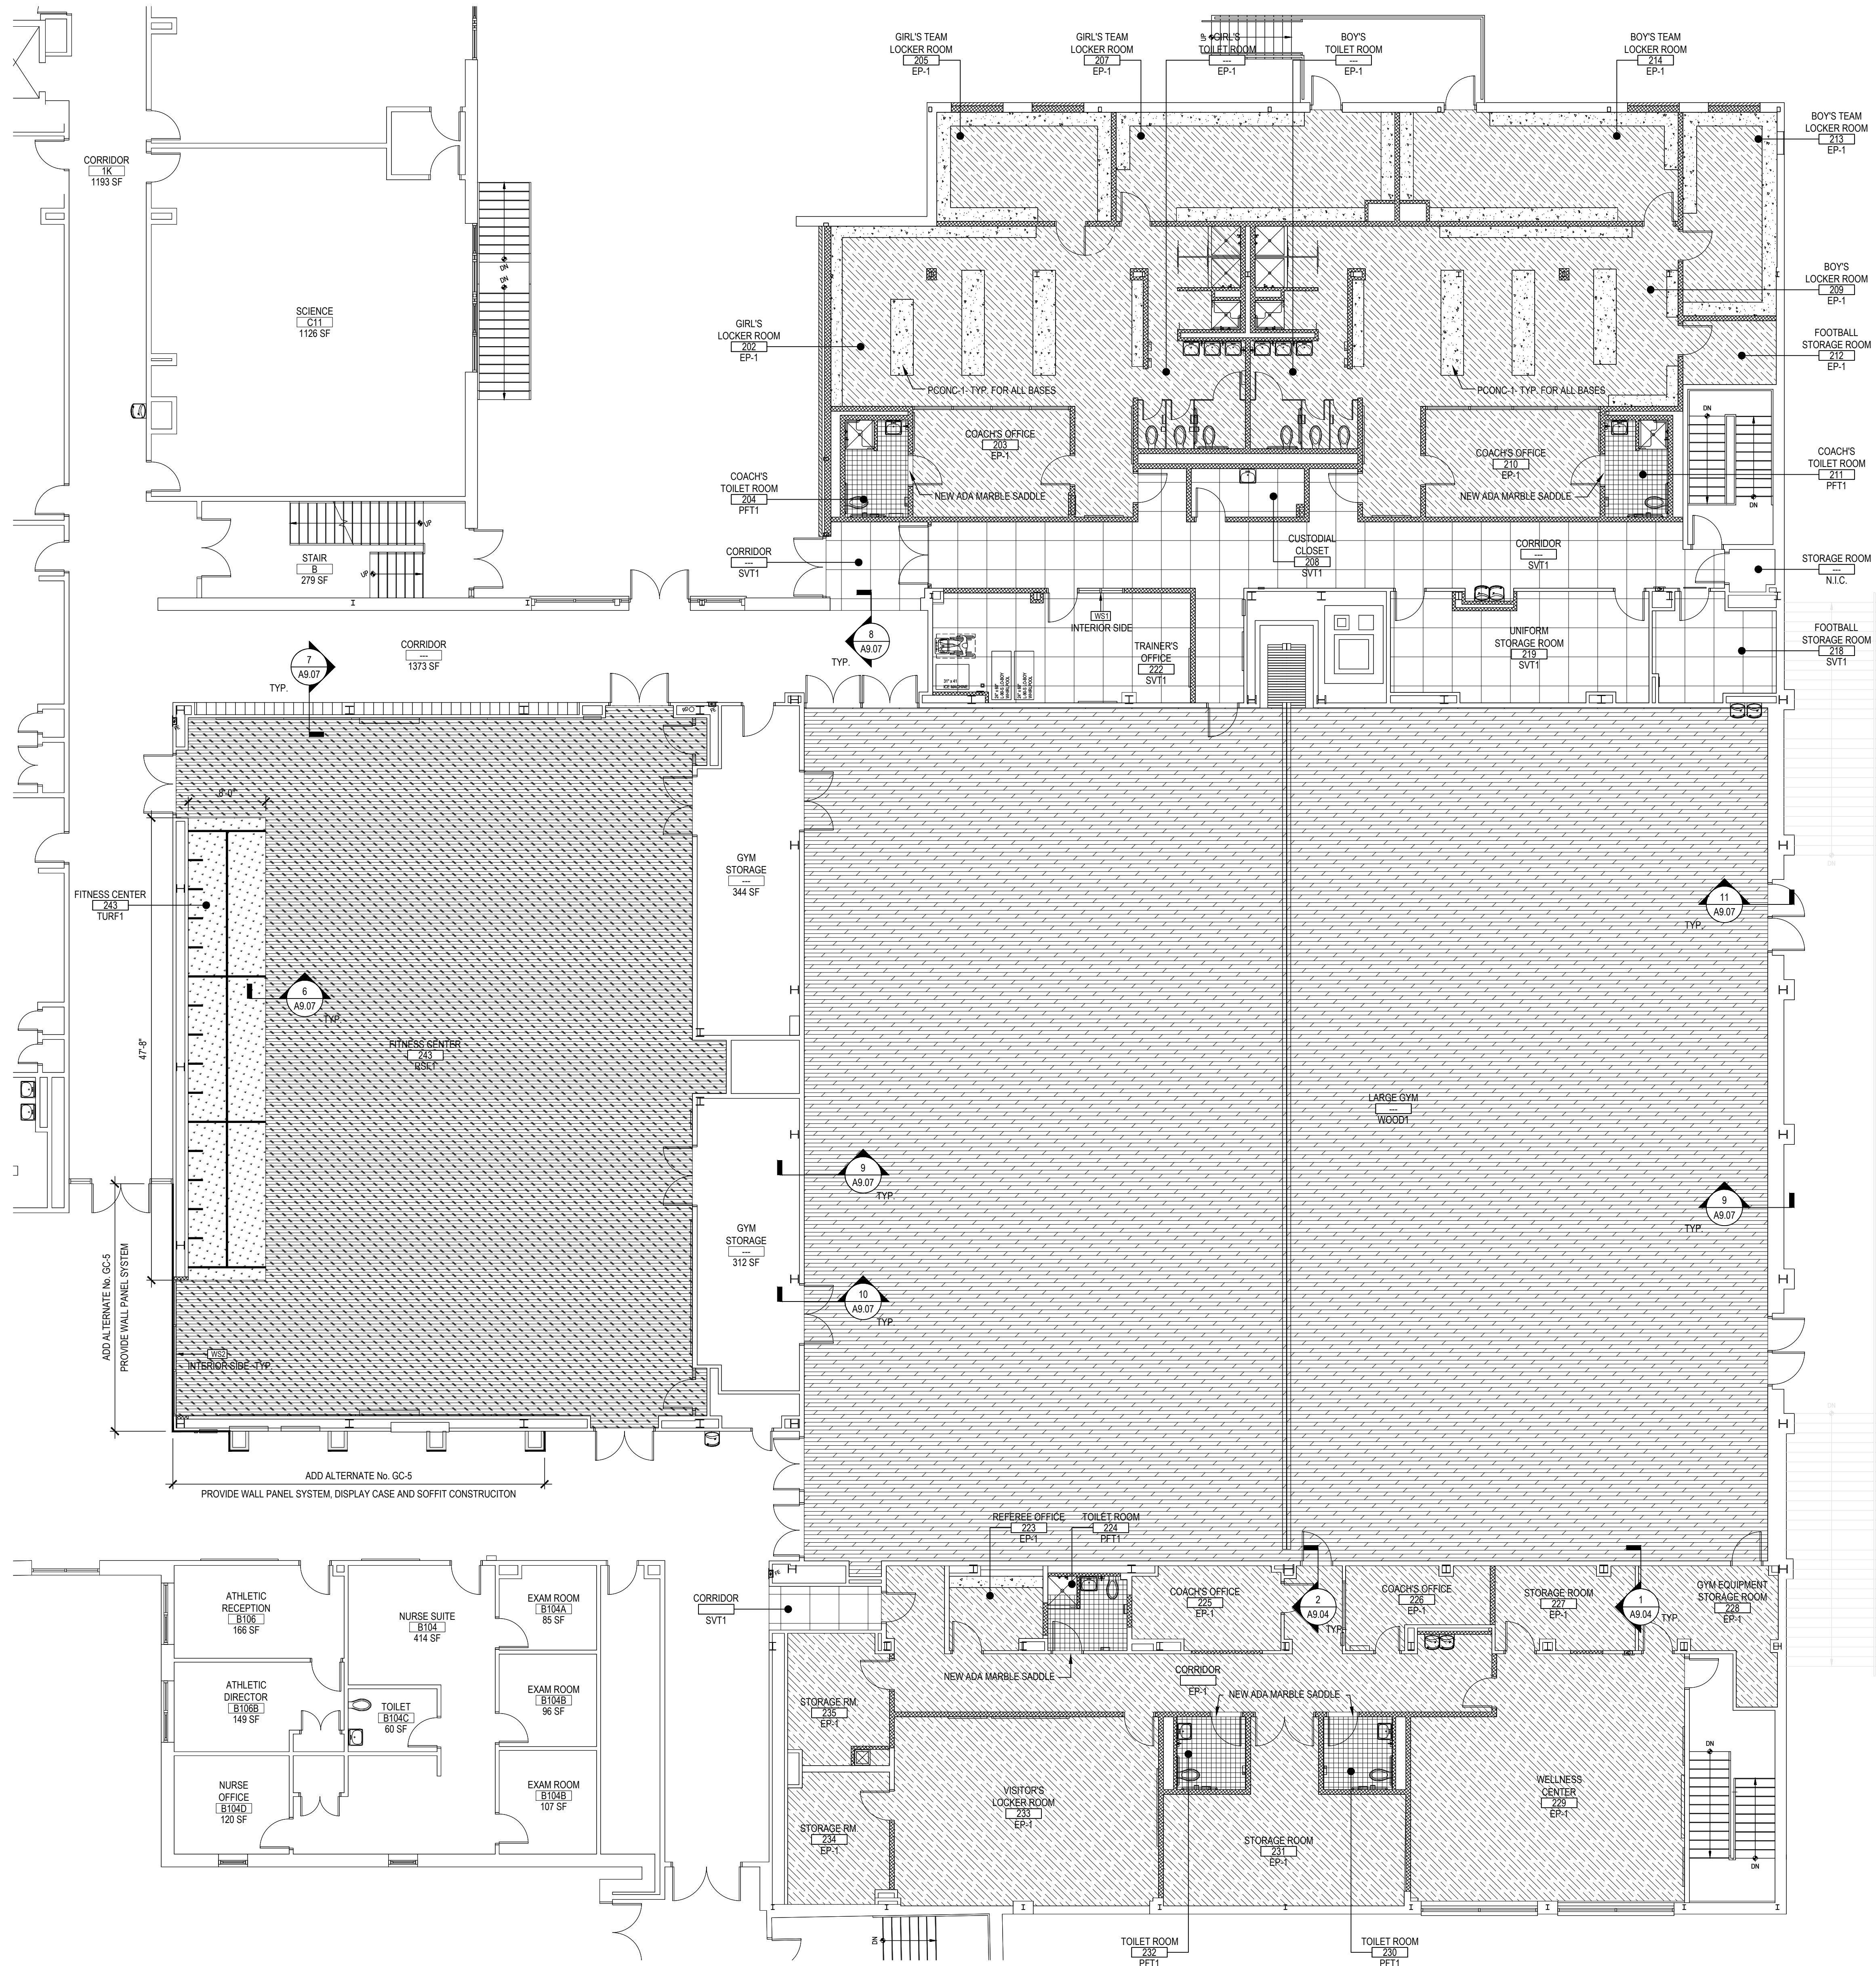 GIRL'S TEAM
LOCKER ROOM
205
EP-1
GIRL'S TEAM
LOCKER ROOM
207
EP-1
UP
GIRL'S
TOILET ROOM
---
EP-1
BOY'S
TOILET ROOM
---
EP-1
BOY'S TEAM
LOCKER ROOM
214
EP-1
BOY'S TEAM
LOCKER ROOM
213
EP-1
CORRIDOR
1K
1193 SF
DN
DN
SCIENCE
C11
1126 SF
GIRL'S
LOCKER ROOM
202
EP-1
BOY'S
LOCKER ROOM
209
EP-1
FOOTBALL
STORAGE ROOM
212
EP-1
PCONC-1- TYP. FOR ALL BASES
PCONC-1- TYP. FOR ALL BASES
DN
DN
COACH'S OFFICE
203
EP-1
COACH'S OFFICE
210
EP-1
COACH'S
TOILET ROOM
204
PFT1
NEW ADA MARBLE SADDLE
NEW ADA MARBLE SADDLE
COACH'S
TOILET ROOM
211
PFT1
UP
UP
STAIR
B
279 SF
CORRIDOR
---
SVT1
CUSTODIAL
CLOSET
208
SVT1
CORRIDOR
---
SVT1
STORAGE ROOM
---
N.I.C.
WS1
INTERIOR SIDE
TRAINER'S
OFFICE
222
SVT1
UNIFORM
STORAGE ROOM
219
SVT1
FOOTBALL
STORAGE ROOM
218
SVT1
CORRIDOR
---
1373 SF
7
A9.07
TYP.
8
A9.07
TYP.
8'-0"
47'-8"
FITNESS CENTER
243
TURF1
6
A9.07
TYP.
FITNESS CENTER
243
RSF1
GYM
STORAGE
---
344 SF
DN
11
A9.07
TYP.
LARGE GYM
---
WOOD1
9
A9.07
TYP.
9
A9.07
TYP.
GYM
STORAGE
---
312 SF
10
A9.07
TYP.
ADD ALTERNATE No. GC-5
PROVIDE WALL PANEL SYSTEM
WS2
INTERIOR SIDE -TYP.
DN
ADD ALTERNATE No. GC-5
PROVIDE WALL PANEL SYSTEM, DISPLAY CASE AND SOFFIT CONSTRUCITON
REFEREE OFFICE
223
EP-1
TOILET ROOM
224
PFT1
ATHLETIC
RECEPTION
B106
166 SF
NURSE SUITE
B104
414 SF
EXAM ROOM
B104A
85 SF
CORRIDOR
SVT1
COACH'S OFFICE
225
EP-1
2
A9.04
TYP.
COACH'S OFFICE
226
EP-1
STORAGE ROOM
227
EP-1
1
A9.04
TYP.
GYM EQUIPMENT
STORAGE ROOM
228
EP-1
NEW ADA MARBLE SADDLE
CORRIDOR
EP-1
NEW ADA MARBLE SADDLE
ATHLETIC
DIRECTOR
B106B
149 SF
TOILET
B104C
60 SF
EXAM ROOM
B104B
96 SF
STORAGE RM.
235
EP-1
NURSE
OFFICE
B104D
120 SF
EXAM ROOM
B104B
107 SF
STORAGE RM.
234
EP-1
VISITOR'S
LOCKER ROOM
233
EP-1
STORAGE ROOM
231
EP-1
WELLNESS
CENTER
229
EP-1
DN
DN
DN
TOILET ROOM
232
PFT1
TOILET ROOM
230
PFT1